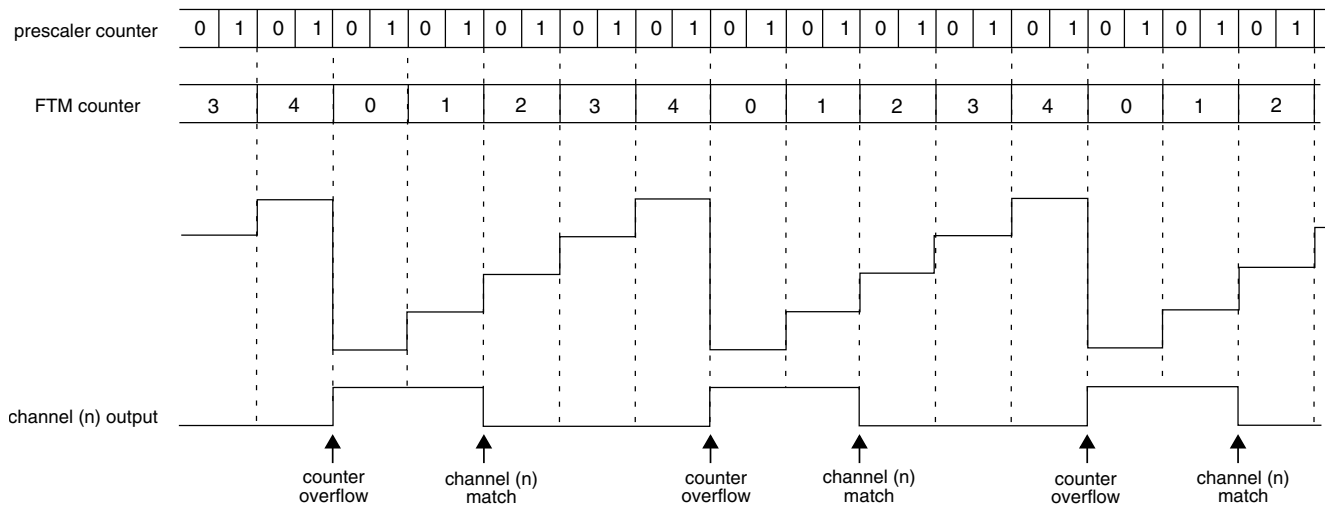 prescaler counter 0 1 0 1 0 1 0 1 0 1 0 1 0 1 0 1 0 1 0 1 0 1 0 1 0 1 0 1 0 1
FTM counter 3 4 0 1 2 3 4 0 1 2 3 4 0 1 2
channel (n) output
counter channel (n) counter channel (n) counter channel (n)
overflow match overflow match overflow match